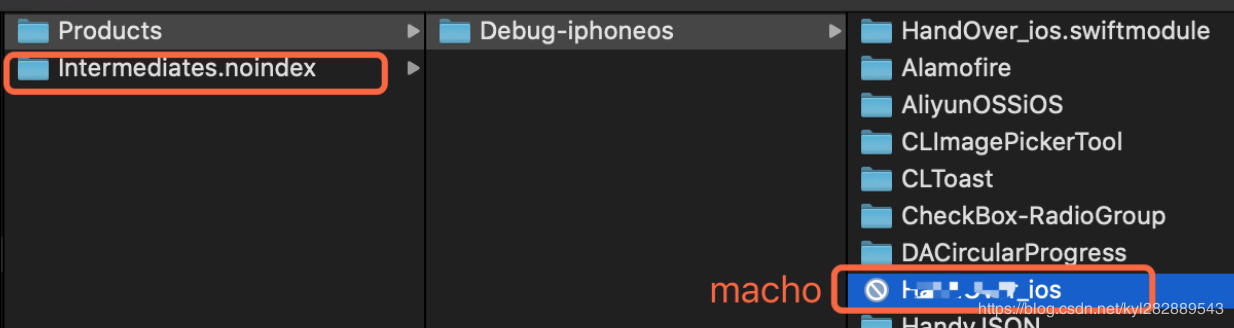 Products
Intermediates.noindex
Debug-iphoneos
HandOver_ios.swiftmodule
Alamofire
AliyunOSSiOS
CLImagePickerTool
CLToast
CheckBox-RadioGroup
DACircularProgress
_ios
HandyJSON
macho
https://blog.csdn.net/kyl282889543